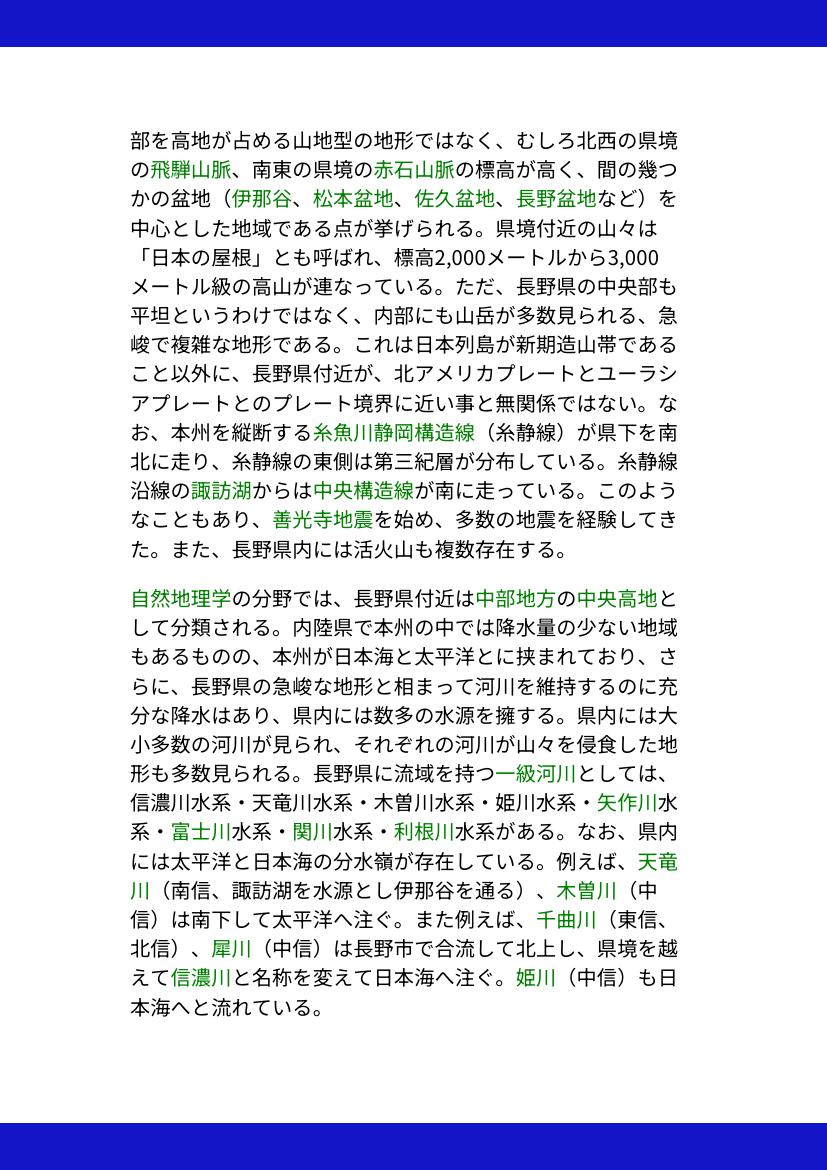 部を高地が占める山地型の地形ではなく、むしろ北西の県境
の飛騨山脈、南東の県境の赤石山脈の標高が高く、間の幾つ
かの盆地（伊那谷、松本盆地、佐久盆地、長野盆地など）を
中心とした地域である点が挙げられる。県境付近の山々は
「日本の屋根」とも呼ばれ、標高2,000メートルから3,000
メートル級の高山が連なっている。ただ、長野県の中央部も
平坦というわけではなく、内部にも山岳が多数見られる、急
峻で複雑な地形である。これは日本列島が新期造山帯である
こと以外に、長野県付近が、北アメリカプレートとユーラシ
アプレートとのプレート境界に近い事と無関係ではない。な
お、本州を縦断する糸魚川静岡構造線（糸静線）が県下を南
北に走り、糸静線の東側は第三紀層が分布している。糸静線
沿線の諏訪湖からは中央構造線が南に走っている。このよう
なこともあり、善光寺地震を始め、多数の地震を経験してき
た。また、長野県内には活火山も複数存在する。
自然地理学の分野では、長野県付近は中部地方の中央高地と
して分類される。内陸県で本州の中では降水量の少ない地域
もあるものの、本州が日本海と太平洋とに挟まれており、さ
らに、長野県の急峻な地形と相まって河川を維持するのに充
分な降水はあり、県内には数多の水源を擁する。県内には大
小多数の河川が見られ、それぞれの河川が山々を侵食した地
形も多数見られる。長野県に流域を持つ一級河川としては、
信濃川水系・天竜川水系・木曽川水系・姫川水系・矢作川水
系・富士川水系・関川水系・利根川水系がある。なお、県内
には太平洋と日本海の分水嶺が存在している。例えば、天竜
川（南信、諏訪湖を水源とし伊那谷を通る）、木曽川（中
信）は南下して太平洋へ注ぐ。また例えば、千曲川（東信、
北信）、犀川（中信）は長野市で合流して北上し、県境を越
えて信濃川と名称を変えて日本海へ注ぐ。姫川（中信）も日
本海へと流れている。